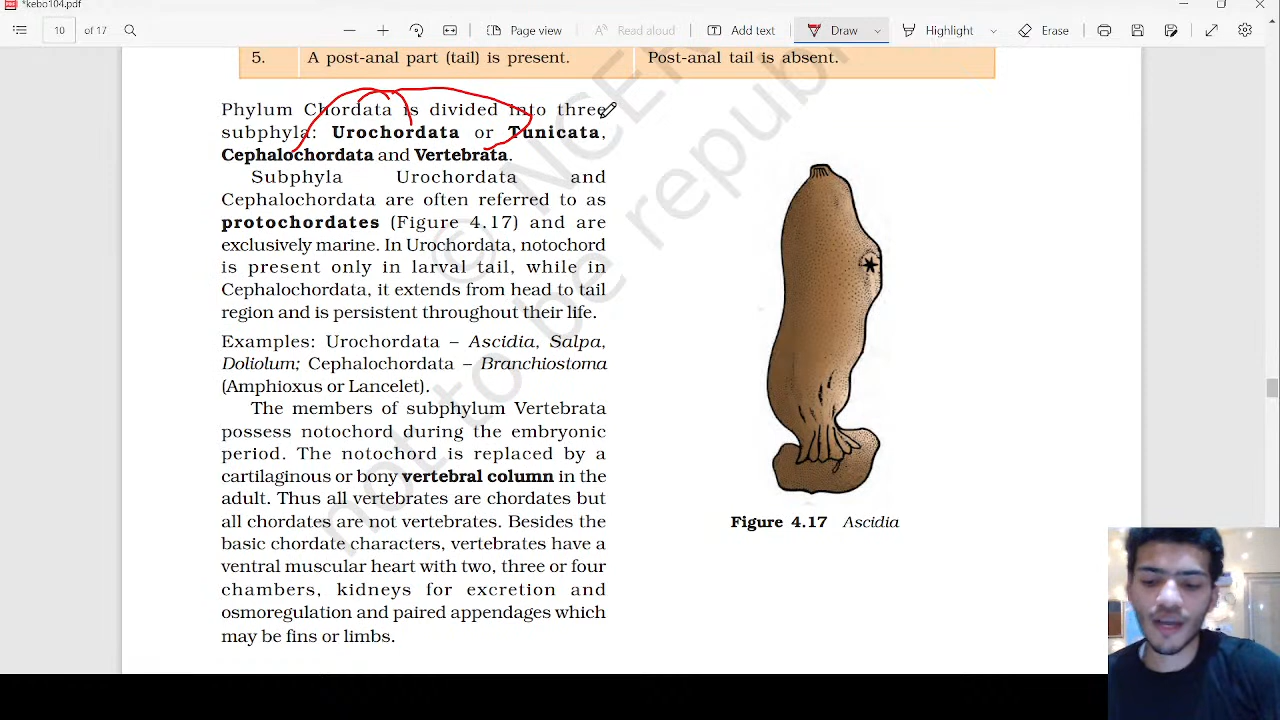 *kebo104.pdf
10 of 17
Page view
Read aloud
Add text
Draw
Highlight
Erase
5. A post-anal part (tail) is present. Post-anal tail is absent.
Phylum Chordata is divided into three
subphyla: Urochordata or Tunicata,
Cephalochordata and Vertebrata.
Subphyla Urochordata and
Cephalochordata are often referred to as
protochordates (Figure 4.17) and are
exclusively marine. In Urochordata, notochord
is present only in larval tail, while in
Cephalochordata, it extends from head to tail
region and is persistent throughout their life.
Examples: Urochordata – Ascidia, Salpa,
Doliolum; Cephalochordata – Branchiostoma
(Amphioxus or Lancelet).
The members of subphylum Vertebrata
possess notochord during the embryonic
period. The notochord is replaced by a
cartilaginous or bony vertebral column in the
adult. Thus all vertebrates are chordates but
all chordates are not vertebrates. Besides the
basic chordate characters, vertebrates have a
ventral muscular heart with two, three or four
chambers, kidneys for excretion and
osmoregulation and paired appendages which
may be fins or limbs.
Figure 4.17 Ascidia
© NCER
not to be republi